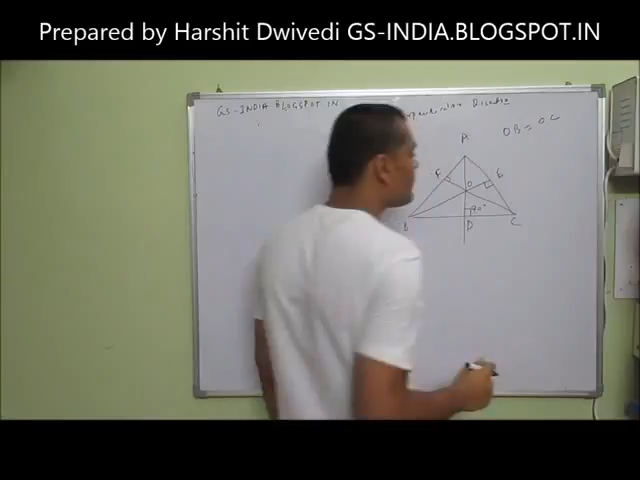 Prepared by Harshit Dwivedi GS-INDIA.BLOGSPOT.IN
GS-INDIA BLOGSPOT IN
OB = OC
A
F
E
O
90°
B
D
C